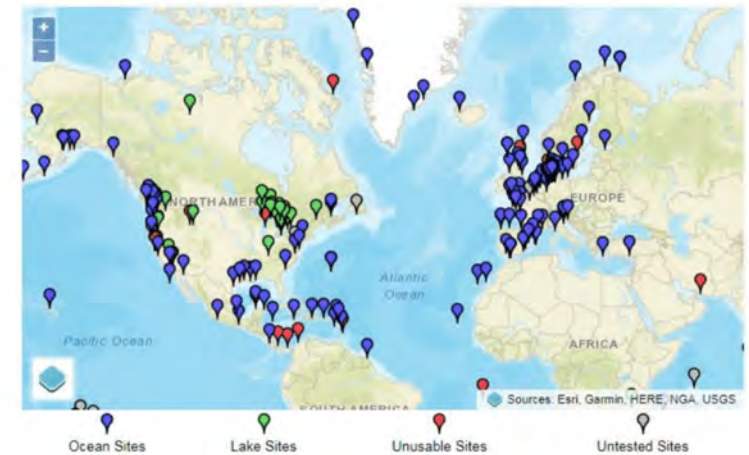 +
−
NORTH AMER
EUROPE
Atlantic
Ocean
Pacific Ocean
AFRICA
SOUTH AMERICA
Sources: Esri, Garmin, HERE, NGA, USGS
Ocean Sites
Lake Sites
Unusable Sites
Untested Sites